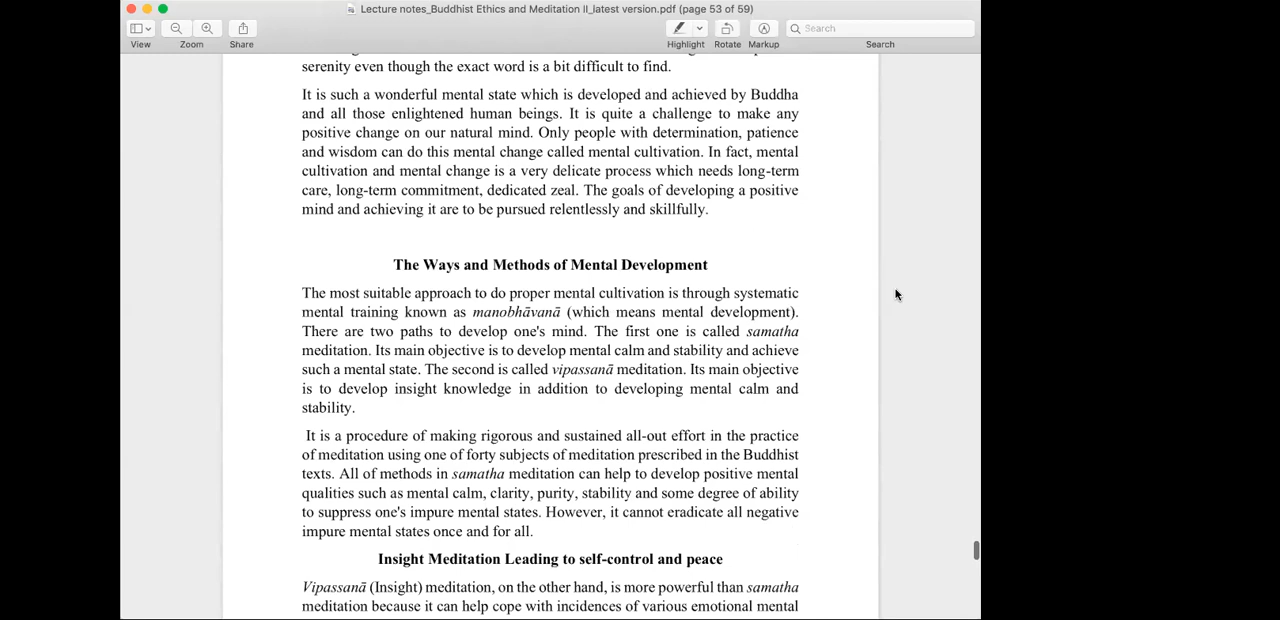 Lecture notes_Buddhist Ethics and Meditation II_latest version.pdf (page 53 of 59)
View Zoom Share Highlight Rotate Markup Search
Search
serenity even though the exact word is a bit difficult to find.
It is such a wonderful mental state which is developed and achieved by Buddha
and all those enlightened human beings. It is quite a challenge to make any
positive change on our natural mind. Only people with determination, patience
and wisdom can do this mental change called mental cultivation. In fact, mental
cultivation and mental change is a very delicate process which needs long-term
care, long-term commitment, dedicated zeal. The goals of developing a positive
mind and achieving it are to be pursued relentlessly and skillfully.
The Ways and Methods of Mental Development
The most suitable approach to do proper mental cultivation is through systematic
mental training known as manobhāvanā (which means mental development).
There are two paths to develop one's mind. The first one is called samatha
meditation. Its main objective is to develop mental calm and stability and achieve
such a mental state. The second is called vipassanā meditation. Its main objective
is to develop insight knowledge in addition to developing mental calm and
stability.
It is a procedure of making rigorous and sustained all-out effort in the practice
of meditation using one of forty subjects of meditation prescribed in the Buddhist
texts. All of methods in samatha meditation can help to develop positive mental
qualities such as mental calm, clarity, purity, stability and some degree of ability
to suppress one's impure mental states. However, it cannot eradicate all negative
impure mental states once and for all.
Insight Meditation Leading to self-control and peace
Vipassanā (Insight) meditation, on the other hand, is more powerful than samatha
meditation because it can help cope with incidences of various emotional mental